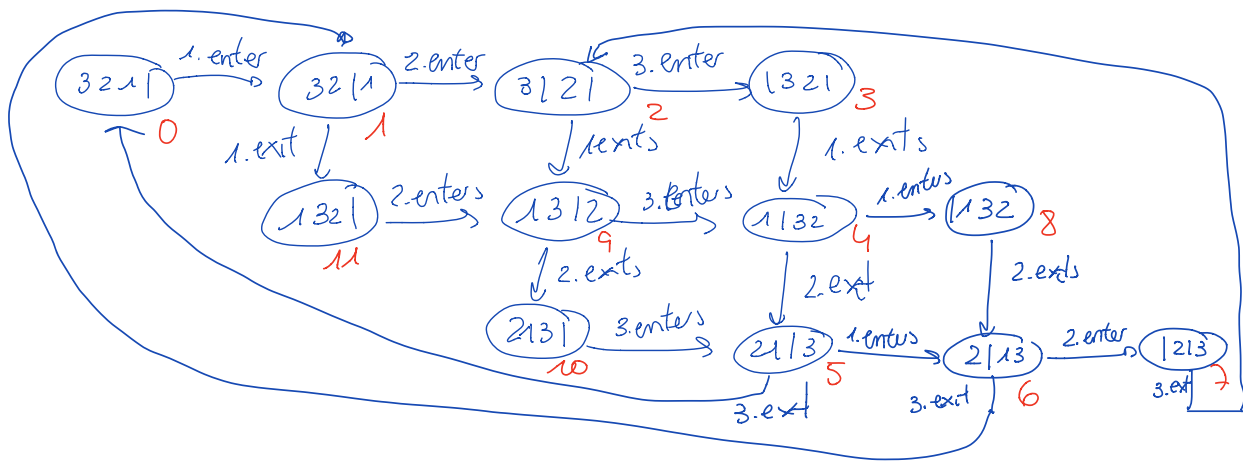 1. enter
2. enter
3. enter
321|
32|1
3|21
|321
0
1
2
3
1. exit
1 exits
1. exits
2. enters
3. enters
1. enters
132|
13|2
1|32
|132
11
9
4
8
2. exits
2. exit
2. exits
213|
3. enters
21|3
1. enters
2|13
2. enter
|213
10
5
6
7
3. exit
3. exit
3. exit